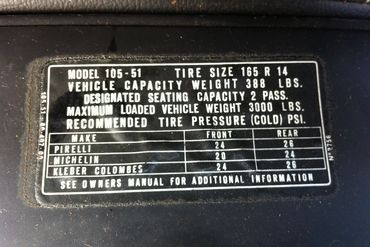 MODEL 105-51 TIRE SIZE 165 R 14
VEHICLE CAPACITY WEIGHT 388 LBS.
DESIGNATED SEATING CAPACITY 2 PASS.
MAXIMUM LOADED VEHICLE WEIGHT 3000 LBS.
RECOMMENDED TIRE PRESSURE (COLD) PSI.
MAKE FRONT REAR
PIRELLI 24 26
MICHELIN 20 24
KLEBER COLOMBES 24 26
SEE OWNERS MANUAL FOR ADDITIONAL INFORMATION